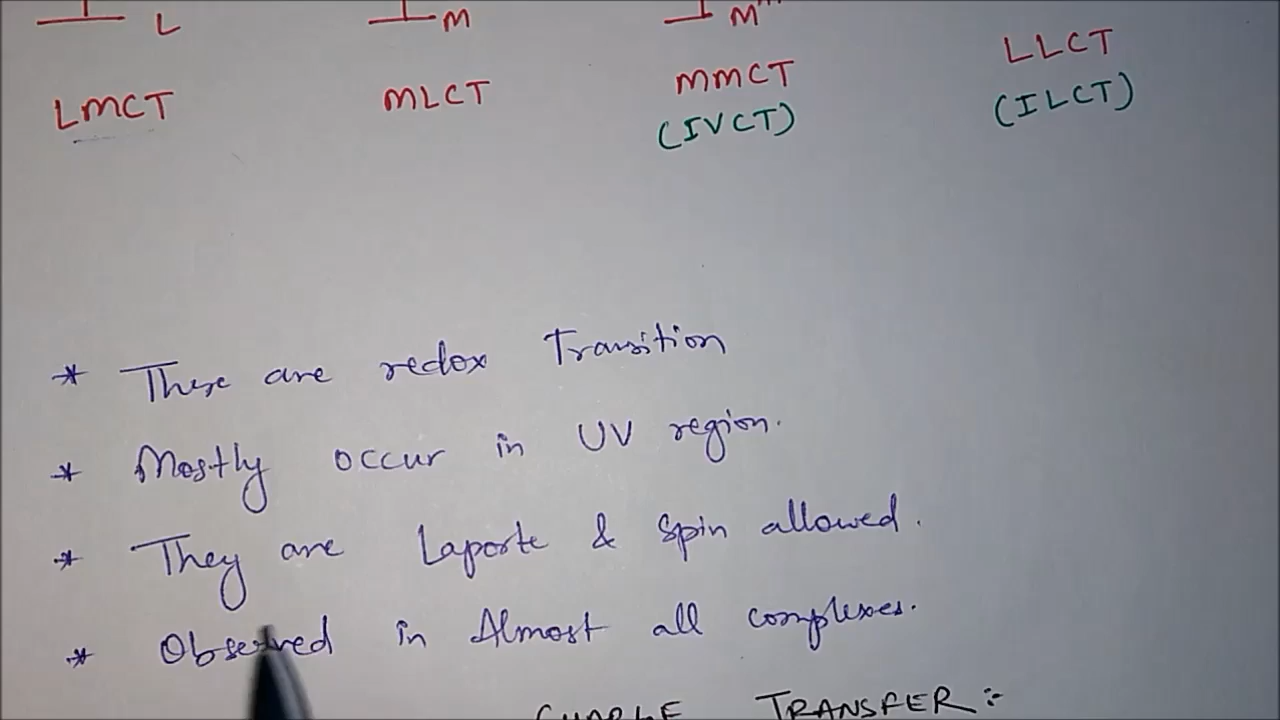 L M M'''
LMCT MLCT MMCT LLCT
(IVCT) (ILCT)
* These are redox Transition
* Mostly occur in UV region.
* They are Laporte & Spin allowed.
* Observed in Almost all complexes.
CHARGE TRANSFER :-